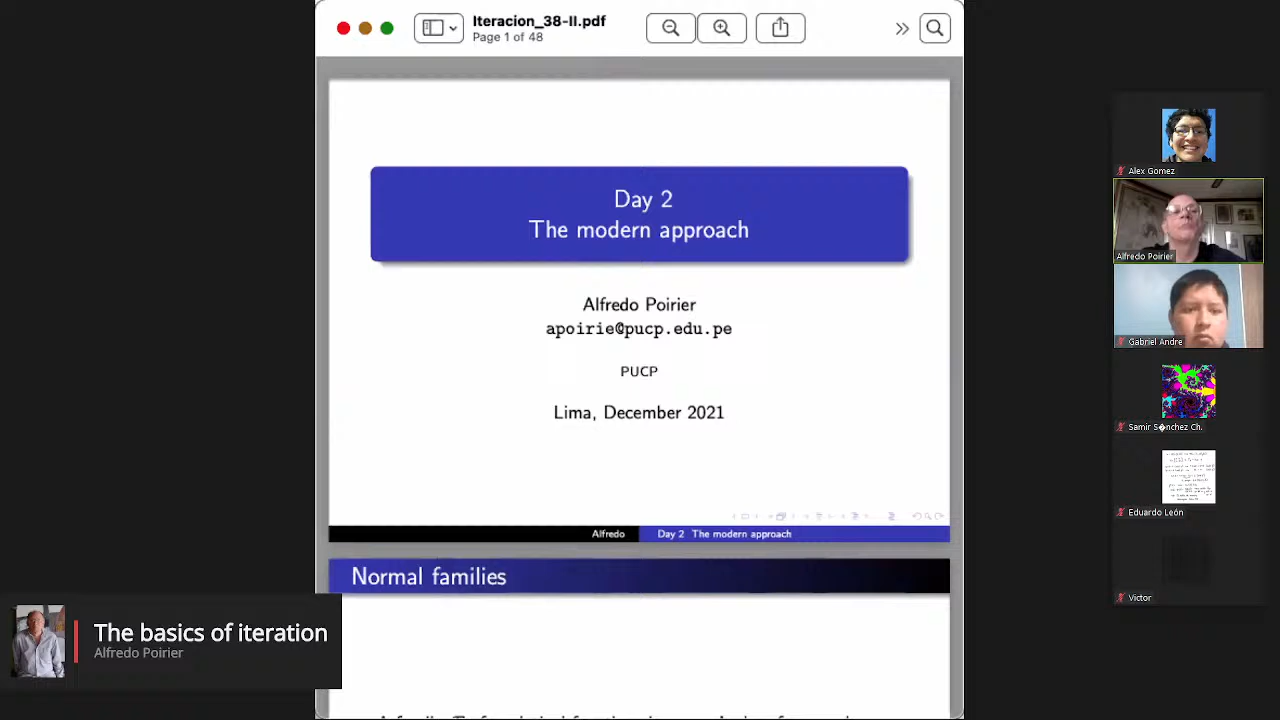 Iteracion_38-II.pdf
Page 1 of 48
Day 2
The modern approach
Alfredo Poirier
apoirie@pucp.edu.pe
PUCP
Lima, December 2021
Alfredo
Day 2 The modern approach
Normal families
The basics of iteration
Alfredo Poirier
Alex Gomez
Alfredo Poirier
Gabriel Andre
Samir S�nchez Ch.
Eduardo León
Victor